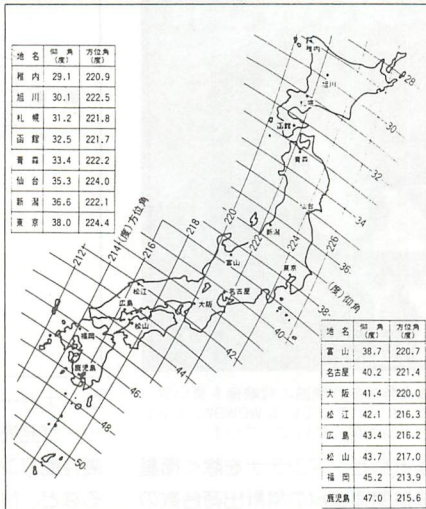 地名 仰角(度) 方位角(度)
稚内 29.1 220.9
旭川 30.1 222.5
札幌 31.2 221.8
函館 32.5 221.7
青森 33.4 222.2
仙台 35.3 224.0
新潟 36.6 222.1
東京 38.0 224.4
稚内
旭川
札幌
函館
青森
仙台
新潟
富山
東京
名古屋
大阪
松江
広島
松山
福岡
鹿児島
28
30
32
34
36
38
40
42
44
46
48
50
(度)仰角
212
214
(度)方位角
216
218
220
222
224
226
地名 仰角(度) 方位角(度)
富山 38.7 220.7
名古屋 40.2 221.4
大阪 41.4 220.0
松江 42.1 216.3
広島 43.4 216.2
松山 43.7 217.0
福岡 45.2 213.9
鹿児島 47.0 215.6